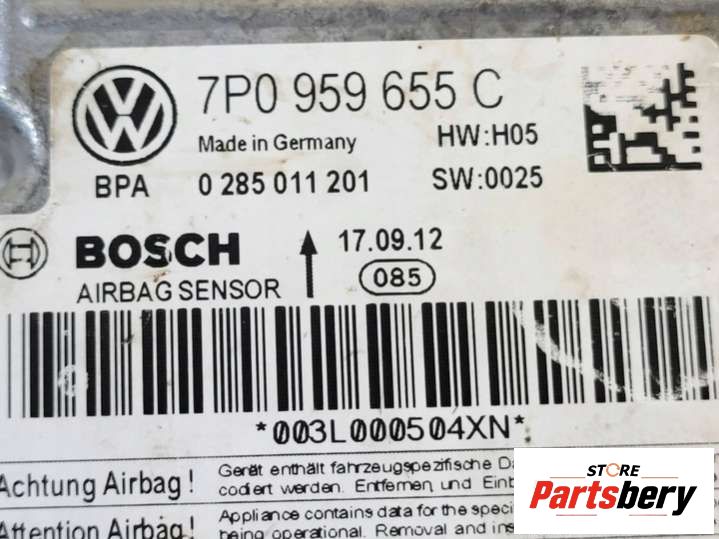 7P0 959 655 C
Made in Germany HW:H05
BPA 0 285 011 201 SW:0025
BOSCH 17.09.12
AIRBAG SENSOR 085
*003L000504XN*
Achtung Airbag! Gerät enthält fahrzeugspezifische
codiert werden. Entfernen und
Attention Airbag! Appliance contains data for the
being operational. Removal and
STORE
Partsbery